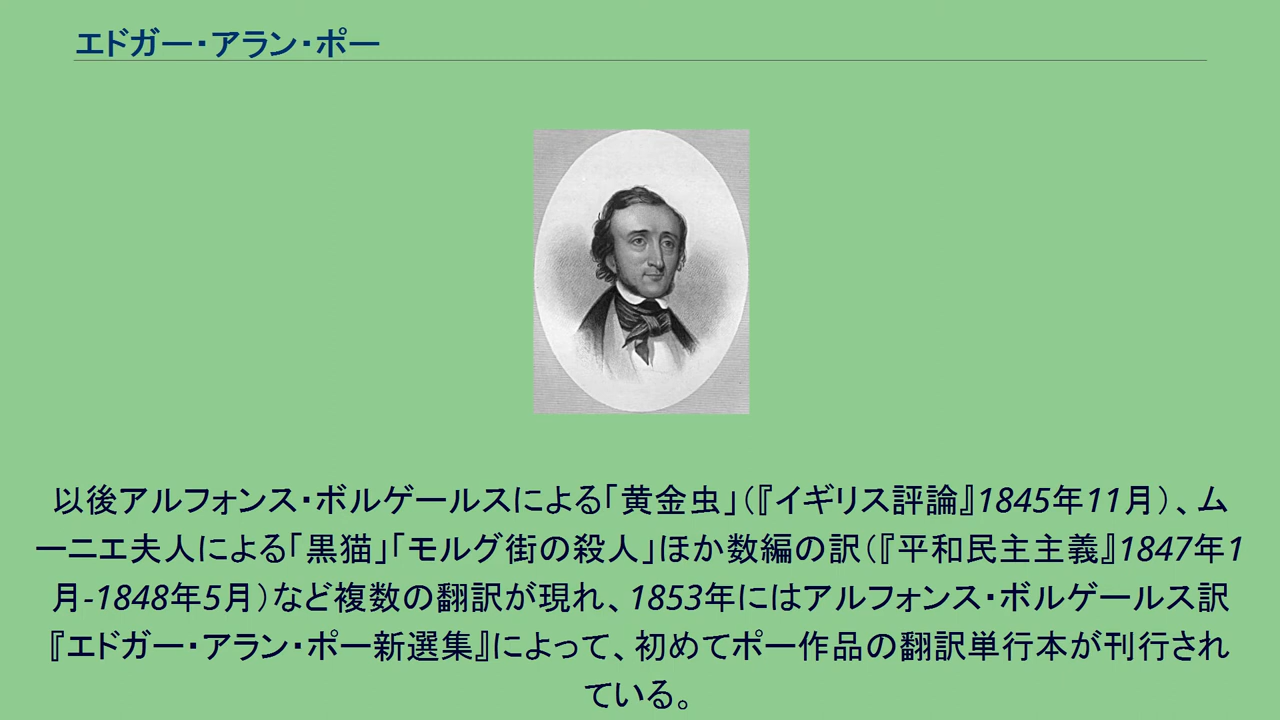 エドガー・アラン・ポー
以後アルフォンス・ボルゲールスによる「黄金虫」（『イギリス評論』1845年11月）、ム
ーニエ夫人による「黒猫」「モルグ街の殺人」ほか数編の訳（『平和民主主義』1847年1
月-1848年5月）など複数の翻訳が現れ、1853年にはアルフォンス・ボルゲールス訳
『エドガー・アラン・ポー新選集』によって、初めてポー作品の翻訳単行本が刊行され
ている。